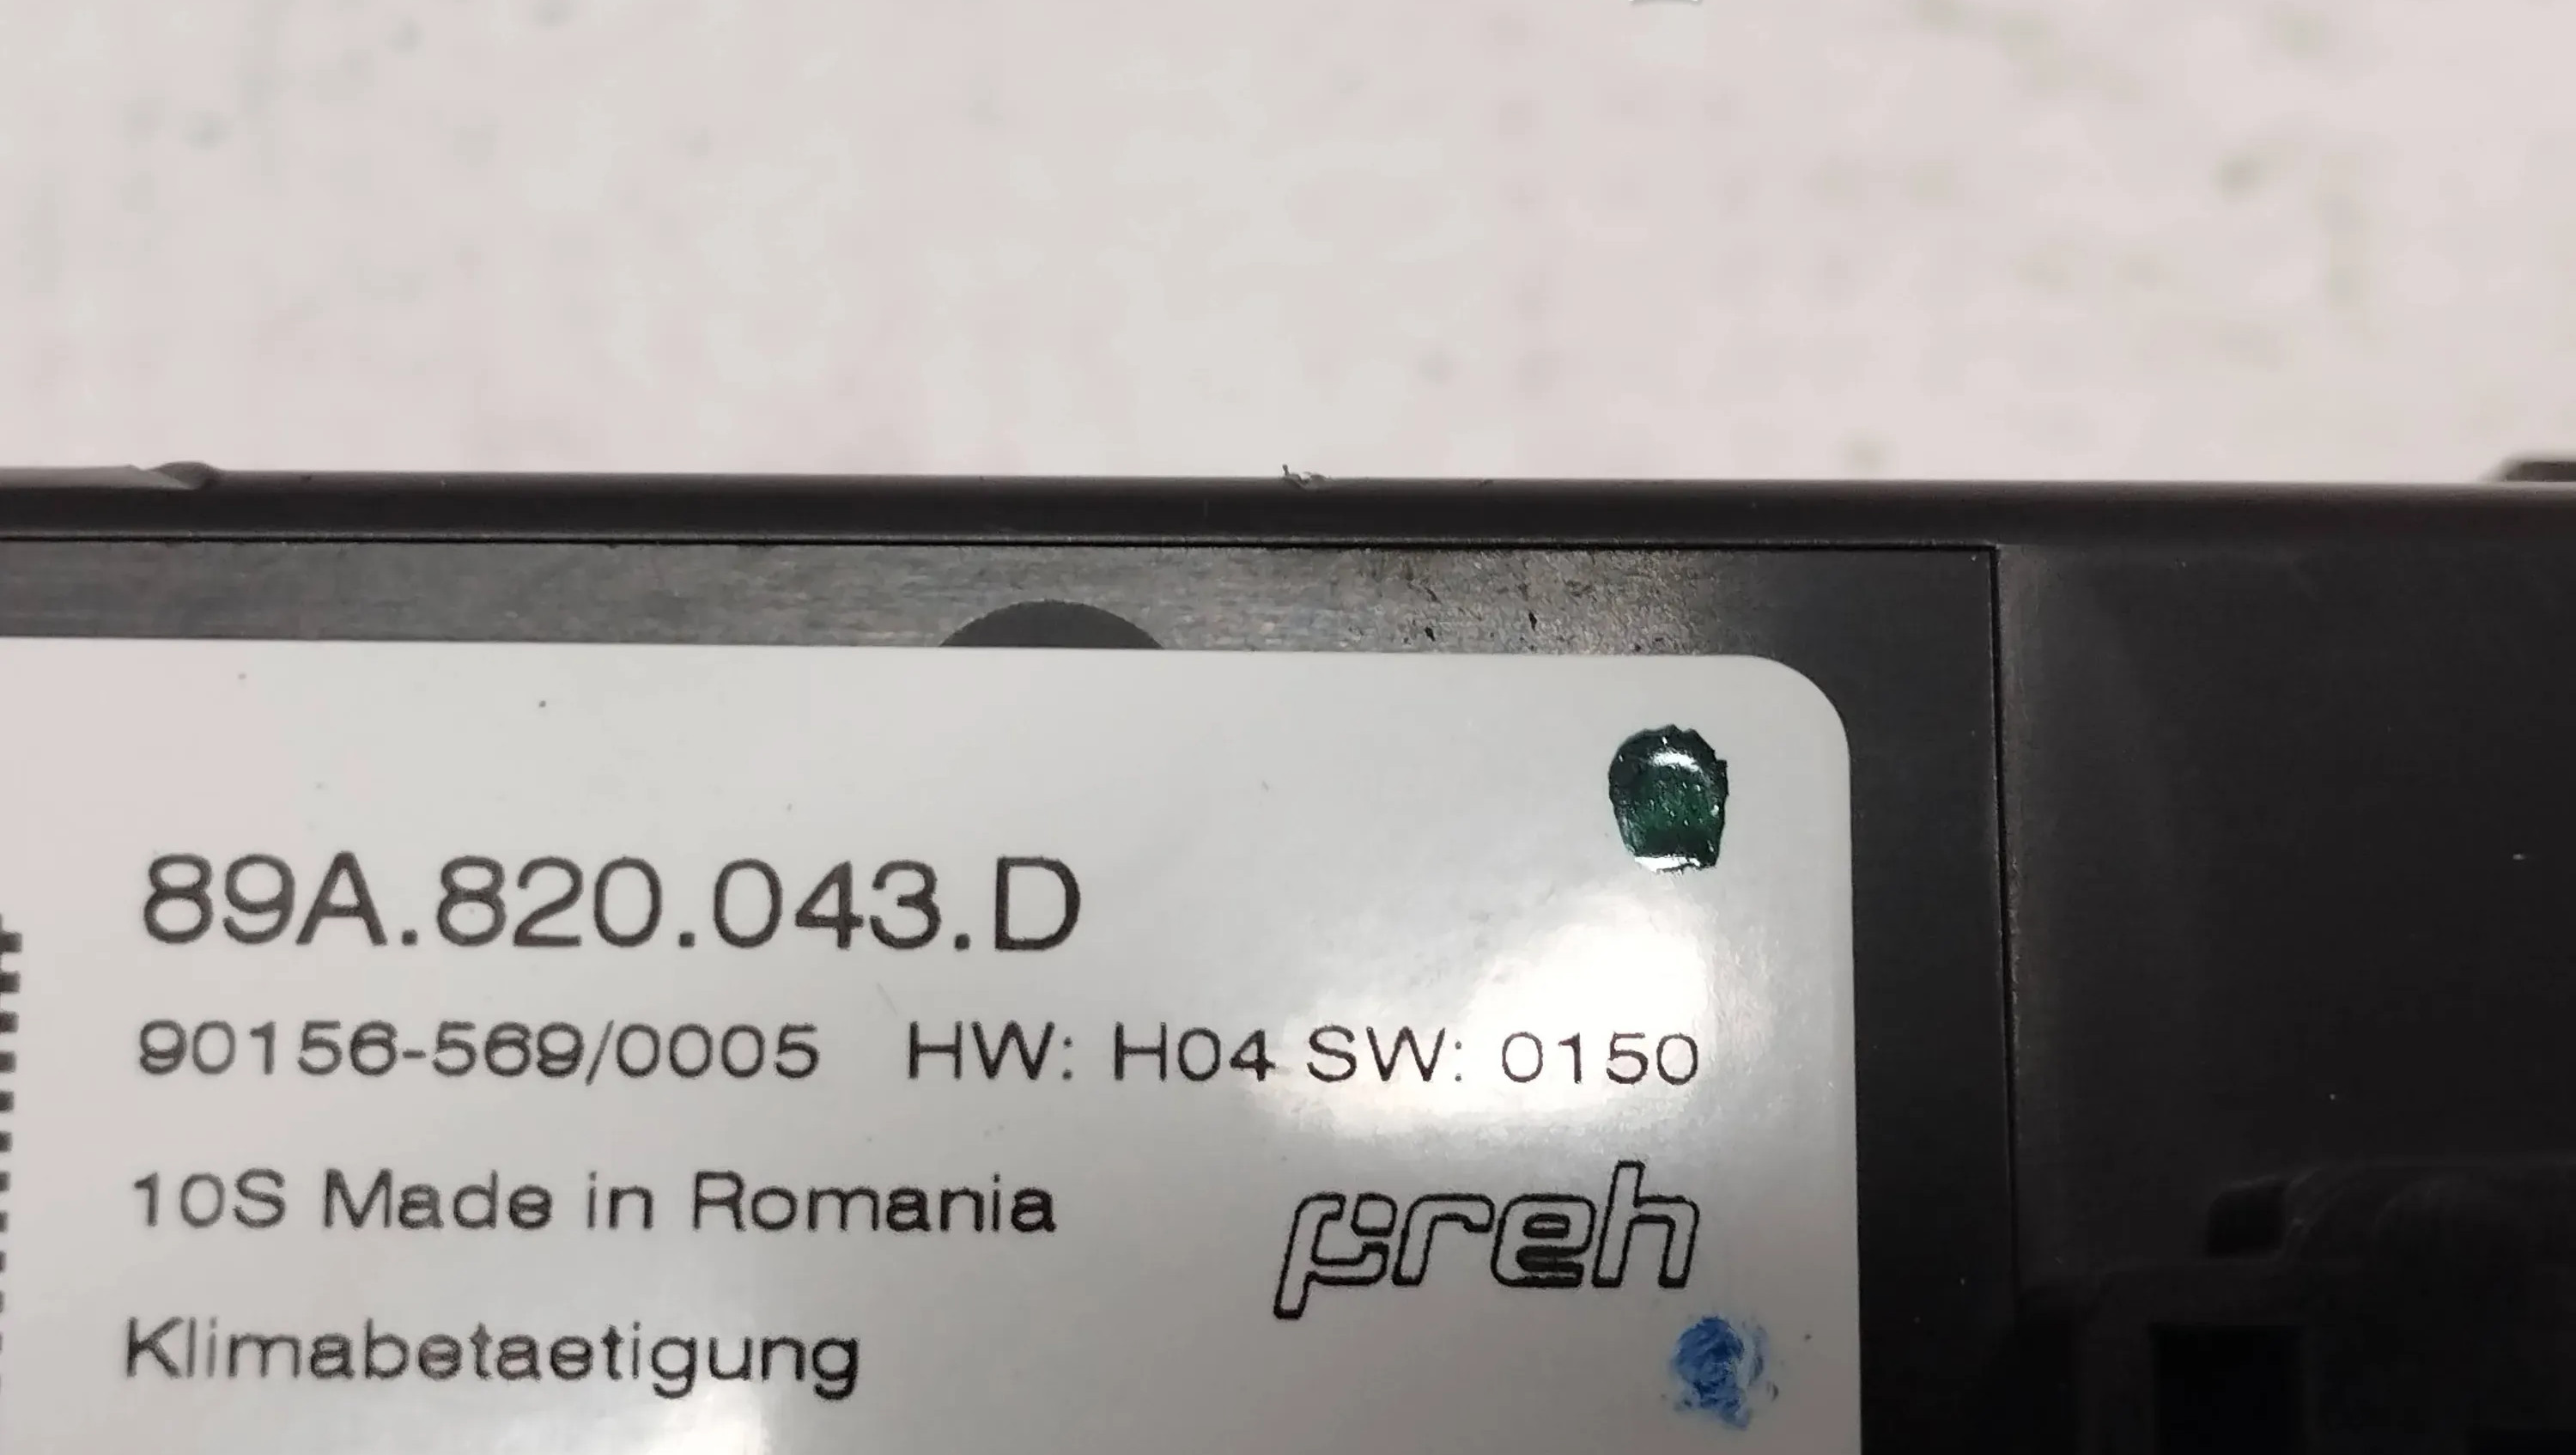 89A.820.043.D
90156-569/0005 HW: H04 SW: 0150
10S Made in Romania
preh
Klimabetaetigung